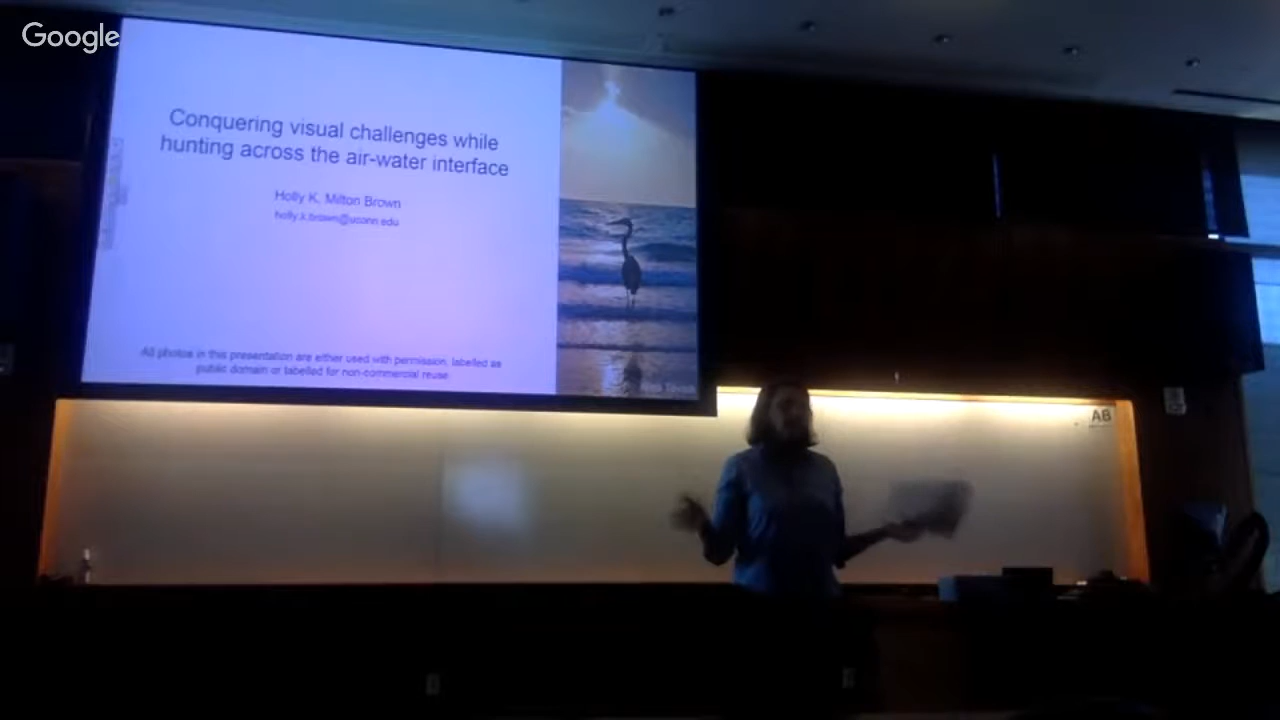 Google
Conquering visual challenges while
hunting across the air-water interface
Holly K. Milton Brown
holly.k.brown@uconn.edu
All photos in this presentation are either used with permission, labelled as
public domain or labelled for non-commercial reuse.
AB